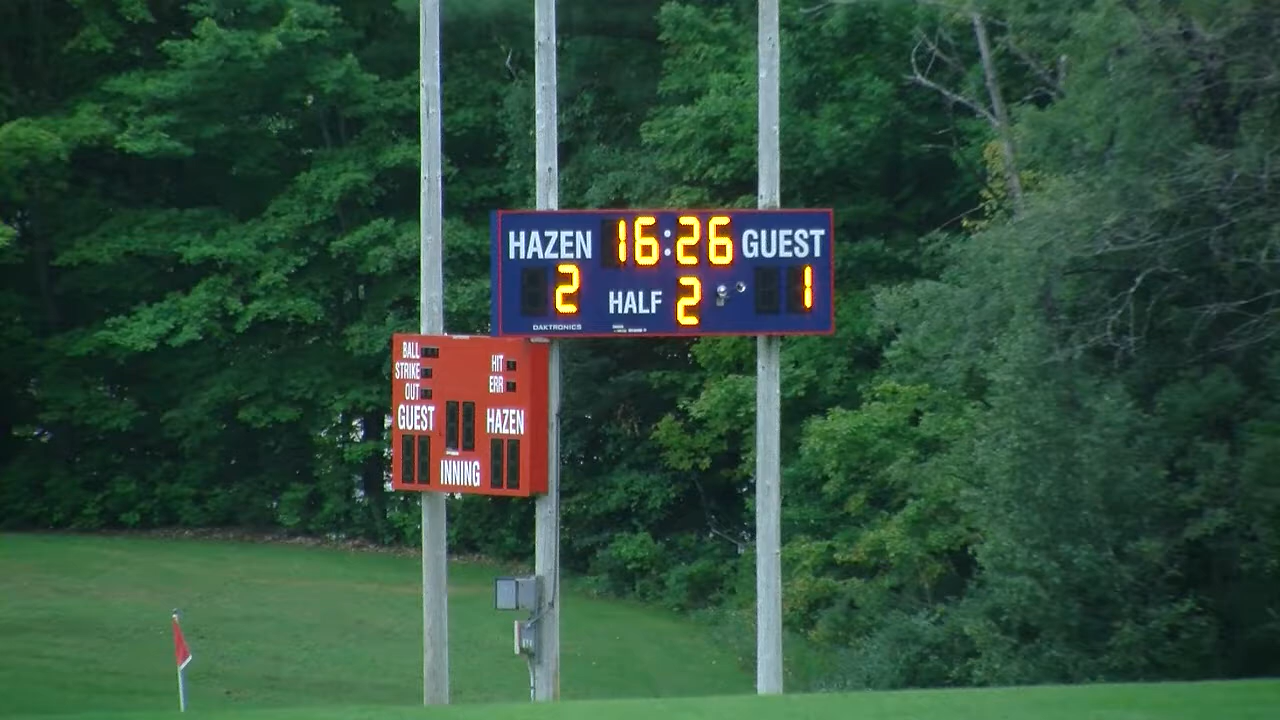 HAZEN 16:26 GUEST
2 HALF 2 1
DAKTRONICS
BALL HIT
STRIKE ERR
OUT
GUEST HAZEN
INNING